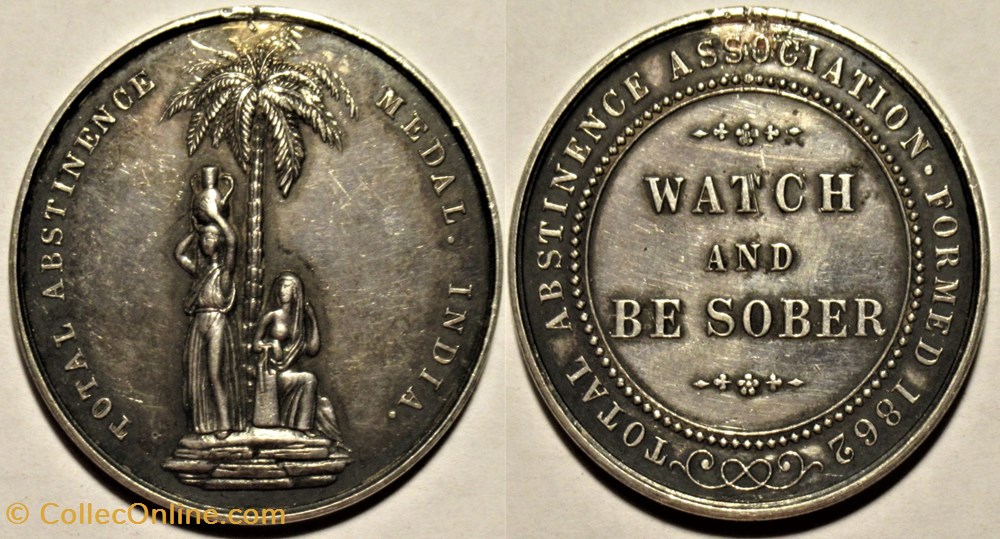 TOTAL ABSTINENCE MEDAL. INDIA.
TOTAL ABSTINENCE ASSOCIATION · FORMED 1862
WATCH
AND
BE SOBER
© CollecOnline.com